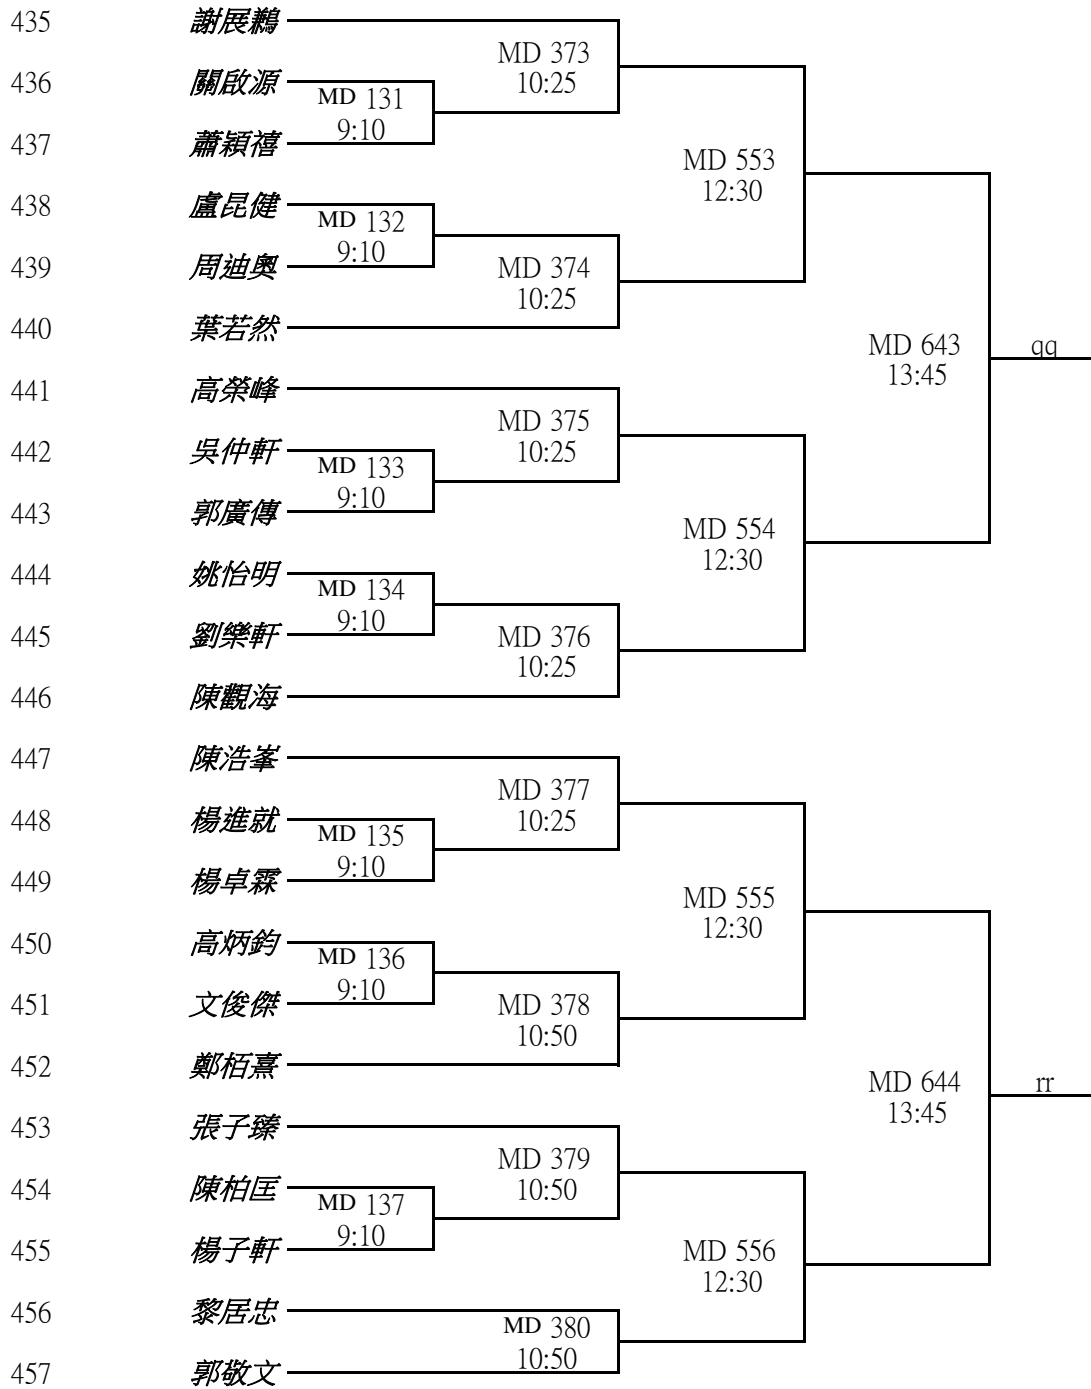 435 謝展鷜
MD 373
436 關啟源
10:25
MD 131
9:10
437 蕭穎禧
MD 553
12:30
438 盧昆健
MD 132
9:10
439 周迪奧
MD 374
10:25
440 葉若然
MD 643
qq
13:45
441 高榮峰
MD 375
442 吳仲軒
10:25
MD 133
9:10
443 郭廣傳
MD 554
12:30
444 姚怡明
MD 134
9:10
445 劉樂軒
MD 376
10:25
446 陳觀海
447 陳浩峯
MD 377
448 楊進就
10:25
MD 135
9:10
449 楊卓霖
MD 555
12:30
450 高炳鈞
MD 136
9:10
451 文俊傑
MD 378
10:50
452 鄭栢熹
MD 644
rr
13:45
453 張子臻
MD 379
454 陳柏匡
10:50
MD 137
9:10
455 楊子軒
MD 556
12:30
456 黎居忠
MD 380
10:50
457 郭敬文